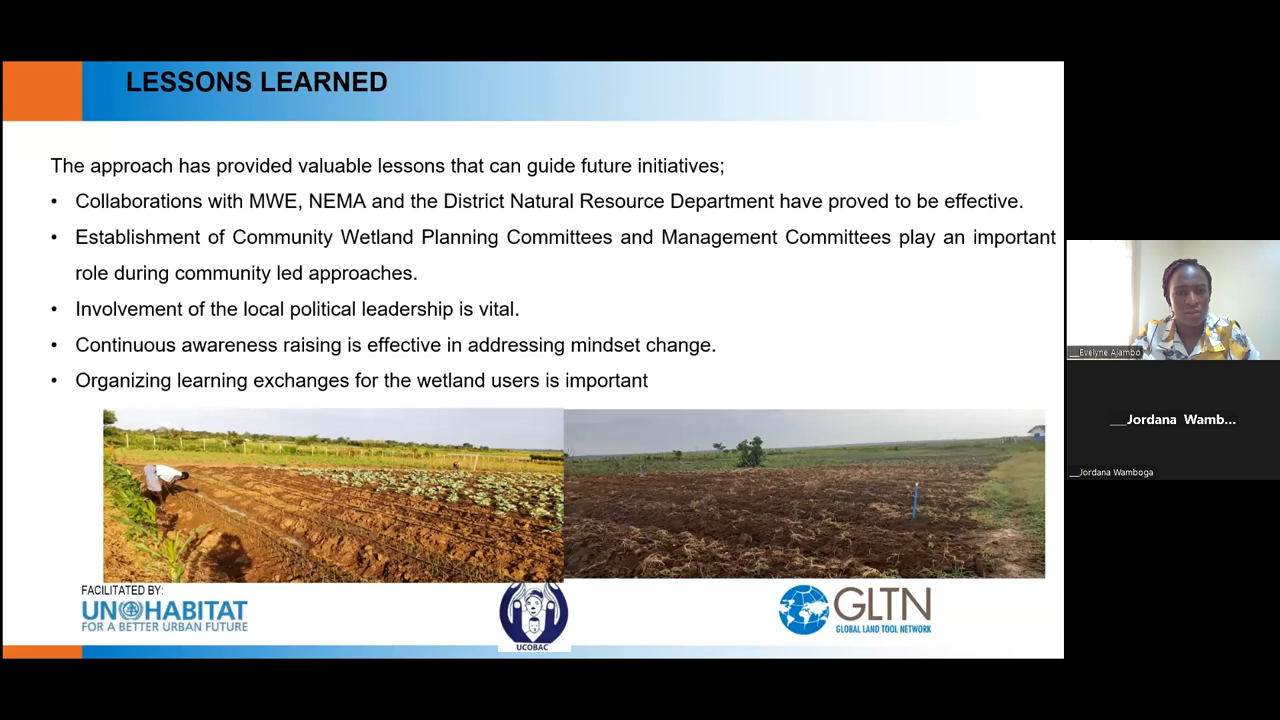 LESSONS LEARNED
The approach has provided valuable lessons that can guide future initiatives;
• Collaborations with MWE, NEMA and the District Natural Resource Department have proved to be effective.
• Establishment of Community Wetland Planning Committees and Management Committees play an important
role during community led approaches.
• Involvement of the local political leadership is vital.
• Continuous awareness raising is effective in addressing mindset change.
• Organizing learning exchanges for the wetland users is important
FACILITATED BY:
UN HABITAT
FOR A BETTER URBAN FUTURE
UCOBAC
GLTN
GLOBAL LAND TOOL NETWORK
__Evelyne Ajambo
__Jordana Wamb...
__Jordana Wamboga